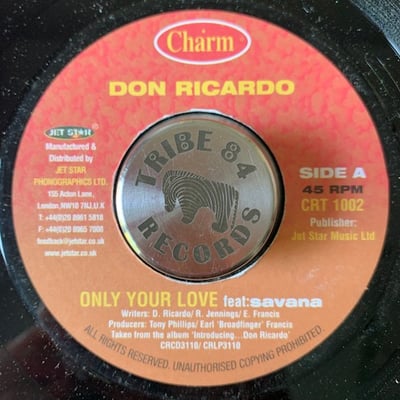 Charm
DON RICARDO
JET STAR
Manufactured &
Distributed by
JET STAR
PHONOGRAPHICS LTD.
155 Acton Lane,
London, NW10 7NJ, U.K
T: +44(0)20 8961 5818
F: +44(0)20 8965 7008
feedback@jetstar.co.uk
www.jetstar.co.uk
TRIBE 84
RECORDS
SIDE A
45 RPM
CRT 1002
Publisher:
Jet Star Music Ltd
ONLY YOUR LOVE feat: savana
Writers: D. Ricardo/ R. Jennings/ E. Francis
Producers: Tony Phillips/ Earl 'Broadfinger' Francis
Taken from the album 'Introducing... Don Ricardo'
CRCD3110/ CRLP3110
ALL RIGHTS RESERVED. UNAUTHORISED COPYING PROHIBITED.